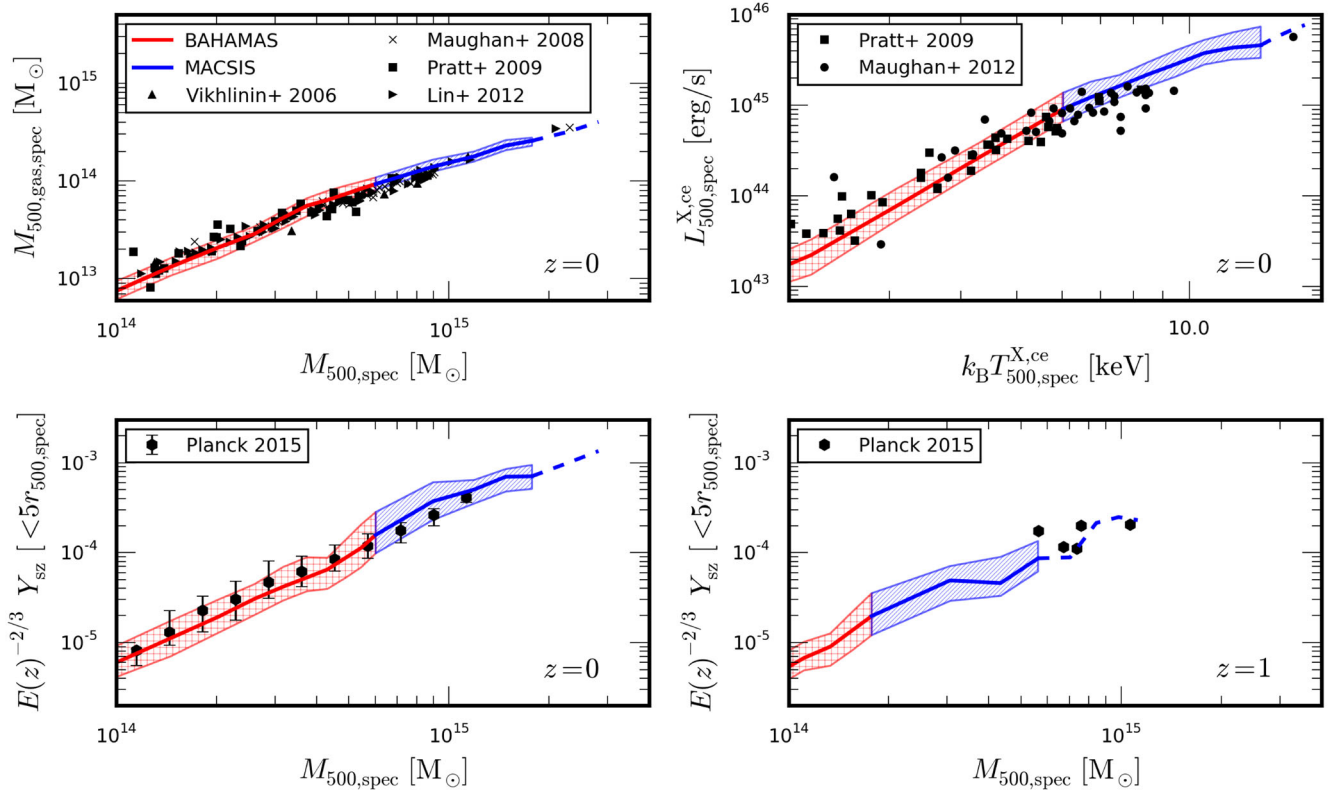 BAHAMAS
MACSIS
Vikhlinin+ 2006
Maughan+ 2008
Pratt+ 2009
Lin+ 2012
10^15
10^14
10^13
M_500,gas,spec [M_⊙]
z=0
10^14
10^15
M_500,spec [M_⊙]
Pratt+ 2009
Maughan+ 2012
10^46
10^45
10^44
10^43
L^X,ce_500,spec [erg/s]
z=0
10.0
k_B T^X,ce_500,spec [keV]
Planck 2015
10^-3
10^-4
10^-5
E(z)^-2/3 Y_sz [<5r_500,spec]
z=0
10^14
10^15
M_500,spec [M_⊙]
Planck 2015
10^-3
10^-4
10^-5
E(z)^-2/3 Y_sz [<5r_500,spec]
z=1
10^14
10^15
M_500,spec [M_⊙]